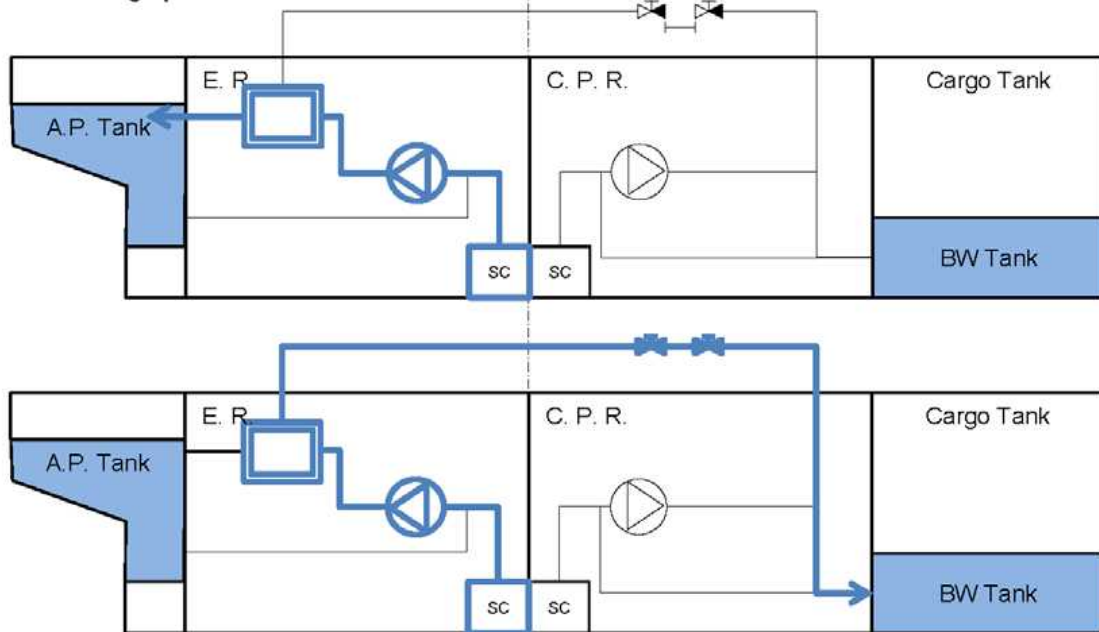 E. R.
C. P. R.
Cargo Tank
A.P. Tank
SC
SC
BW Tank
E. R.
C. P. R.
Cargo Tank
A.P. Tank
SC
SC
BW Tank